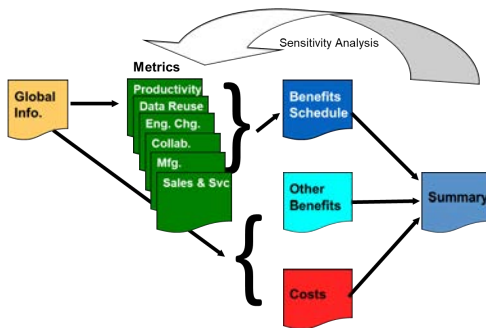 Sensitivity Analysis
Metrics
Global
Info.
Productivity
Data Reuse
Eng. Chg.
Collab.
Mfg.
Sales & Svc
Benefits
Schedule
Other
Benefits
Summary
Costs